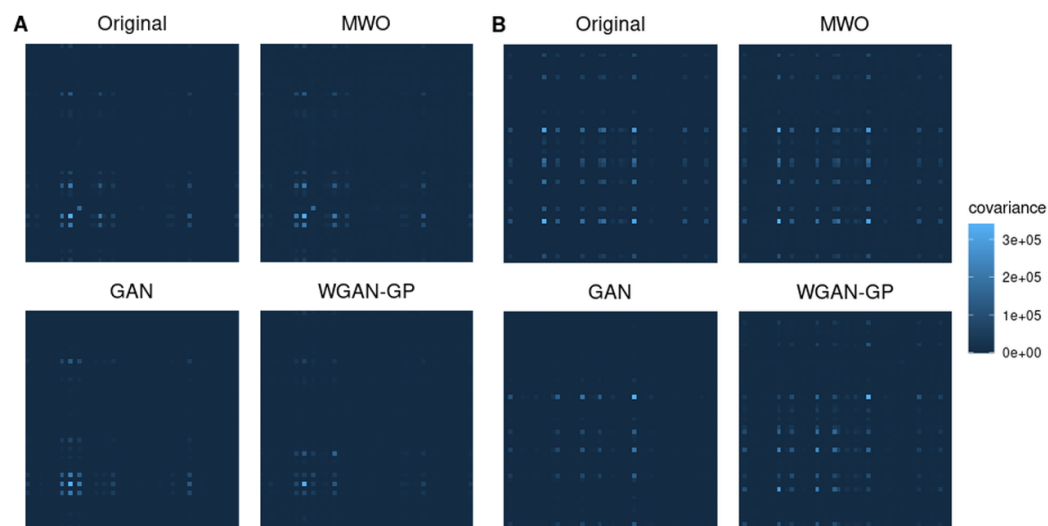 A
Original
MWO
B
Original
MWO
GAN
WGAN-GP
GAN
WGAN-GP
covariance
3e+05
2e+05
1e+05
0e+00